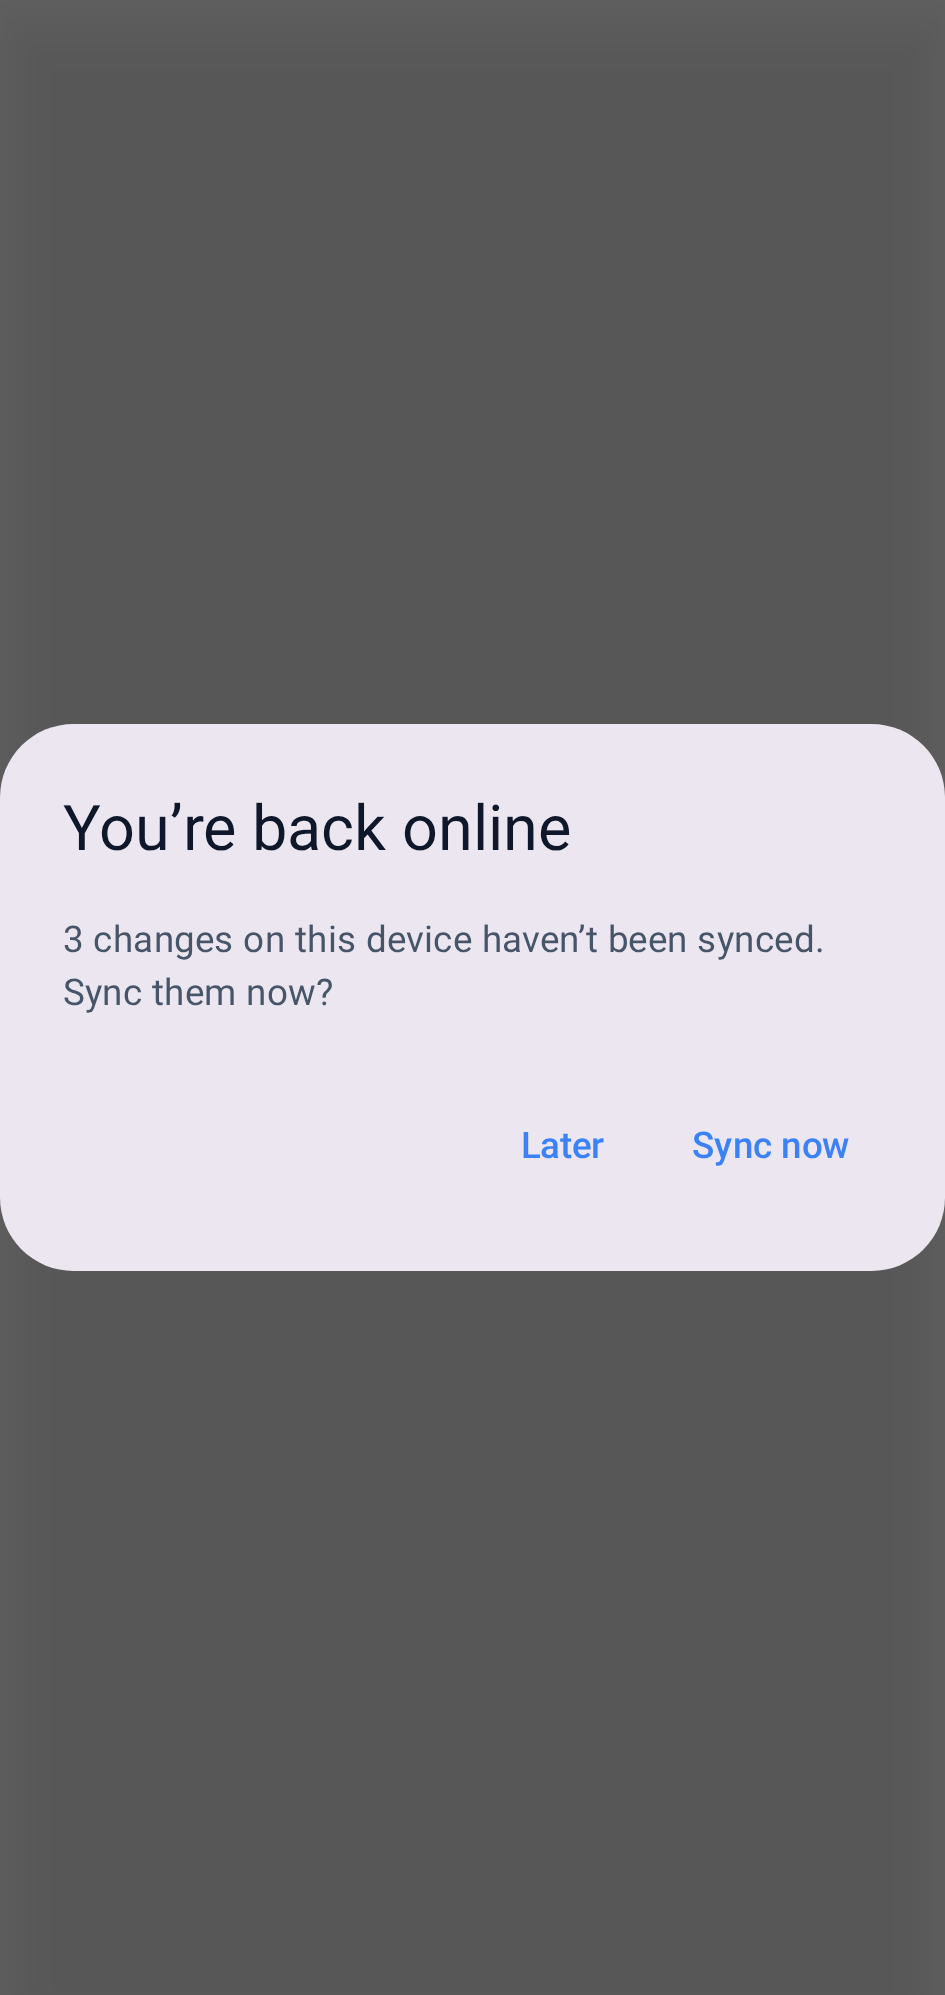 You’re back online
3 changes on this device haven’t been synced.
Sync them now?
Later
Sync now